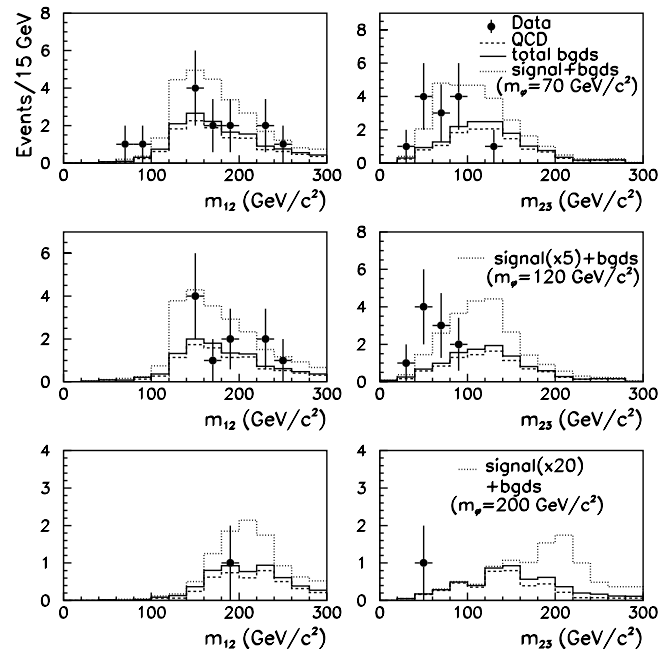 Events/15 GeV
8
6
4
2
0
0 100 200 300
m₁₂ (GeV/c²)
8
6
4
2
0
Data
QCD
total bgds
signal+bgds
(mᵩ=70 GeV/c²)
0 100 200 300
m₂₃ (GeV/c²)
6
4
2
0
0 100 200 300
m₁₂ (GeV/c²)
6
4
2
0
signal(x5)+bgds
(mᵩ=120 GeV/c²)
0 100 200 300
m₂₃ (GeV/c²)
4
3
2
1
0
0 100 200 300
m₁₂ (GeV/c²)
4
3
2
1
0
signal(x20)
+bgds
(mᵩ=200 GeV/c²)
0 100 200 300
m₂₃ (GeV/c²)